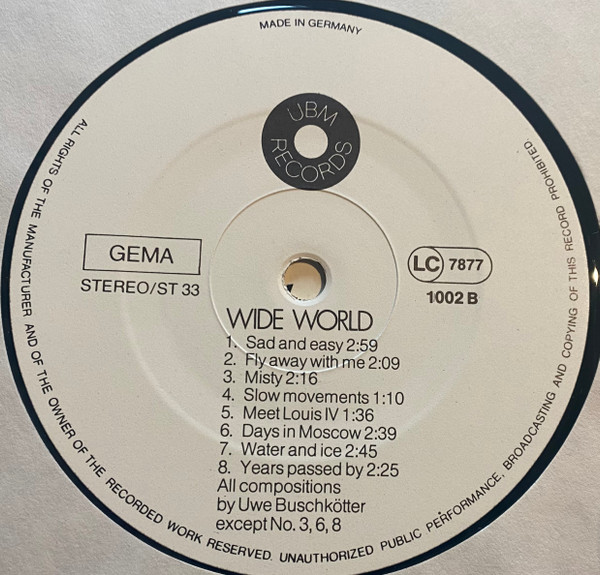 MADE IN GERMANY
UBM
RECORDS
GEMA
STEREO/ST 33
LC 7877
1002 B
WIDE WORLD
1. Sad and easy 2:59
2. Fly away with me 2:09
3. Misty 2:16
4. Slow movements 1:10
5. Meet Louis IV 1:36
6. Days in Moscow 2:39
7. Water and ice 2:45
8. Years passed by 2:25
All compositions
by Uwe Buschkötter
except No. 3, 6, 8
ALL RIGHTS OF THE MANUFACTURER AND OF THE OWNER OF THE RECORDED WORK RESERVED. UNAUTHORIZED PUBLIC PERFORMANCE, BROADCASTING AND COPYING OF THIS RECORD PROHIBITED.